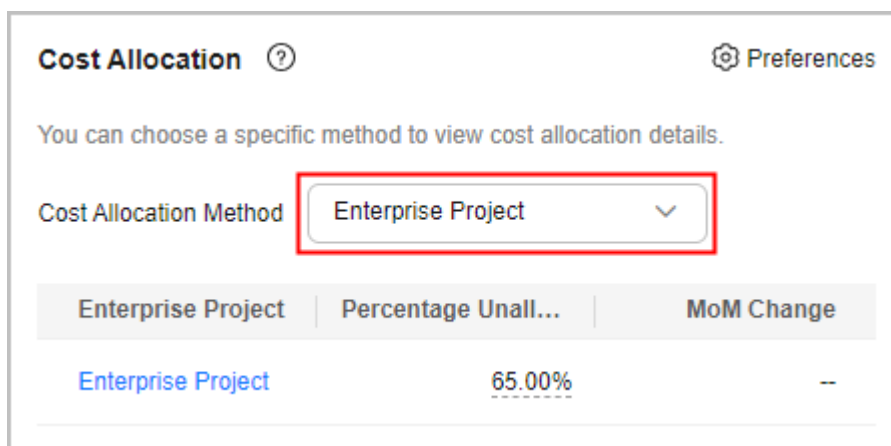 Cost Allocation ?
Preferences
You can choose a specific method to view cost allocation details.
Cost Allocation Method Enterprise Project
Enterprise Project Percentage Unall... MoM Change
Enterprise Project 65.00% --